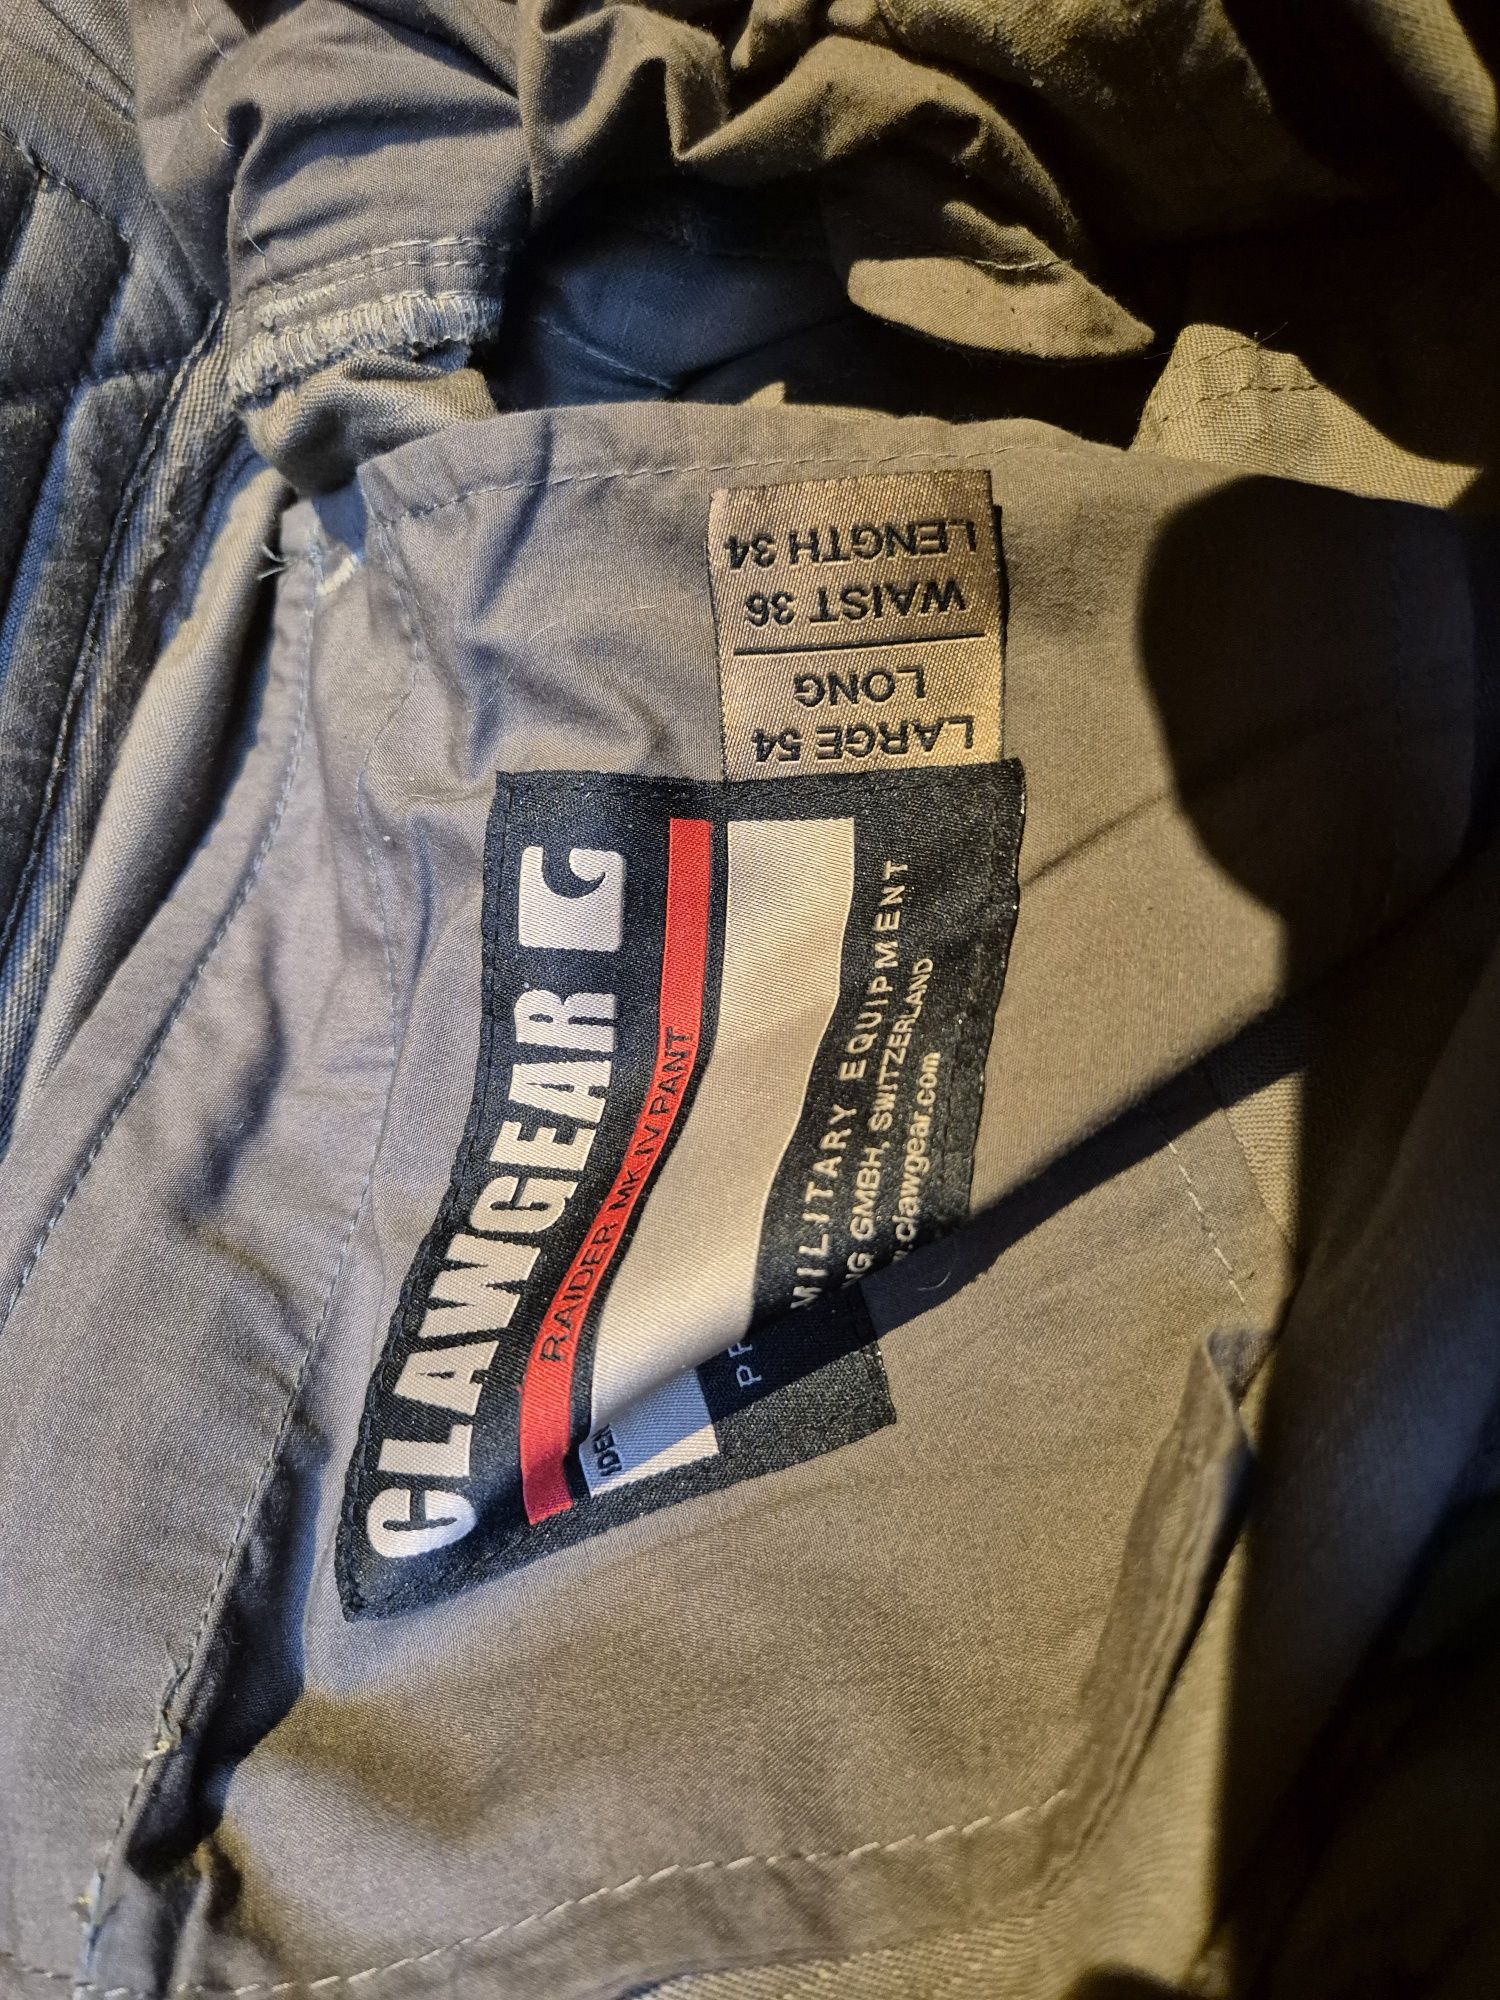 LARGE 54
LONG
WAIST 36
LENGTH 34
CLAWGEAR
RAIDER MK.IV PANT
MILITARY EQUIPMENT
GMBH, SWITZERLAND
.clawgear.com